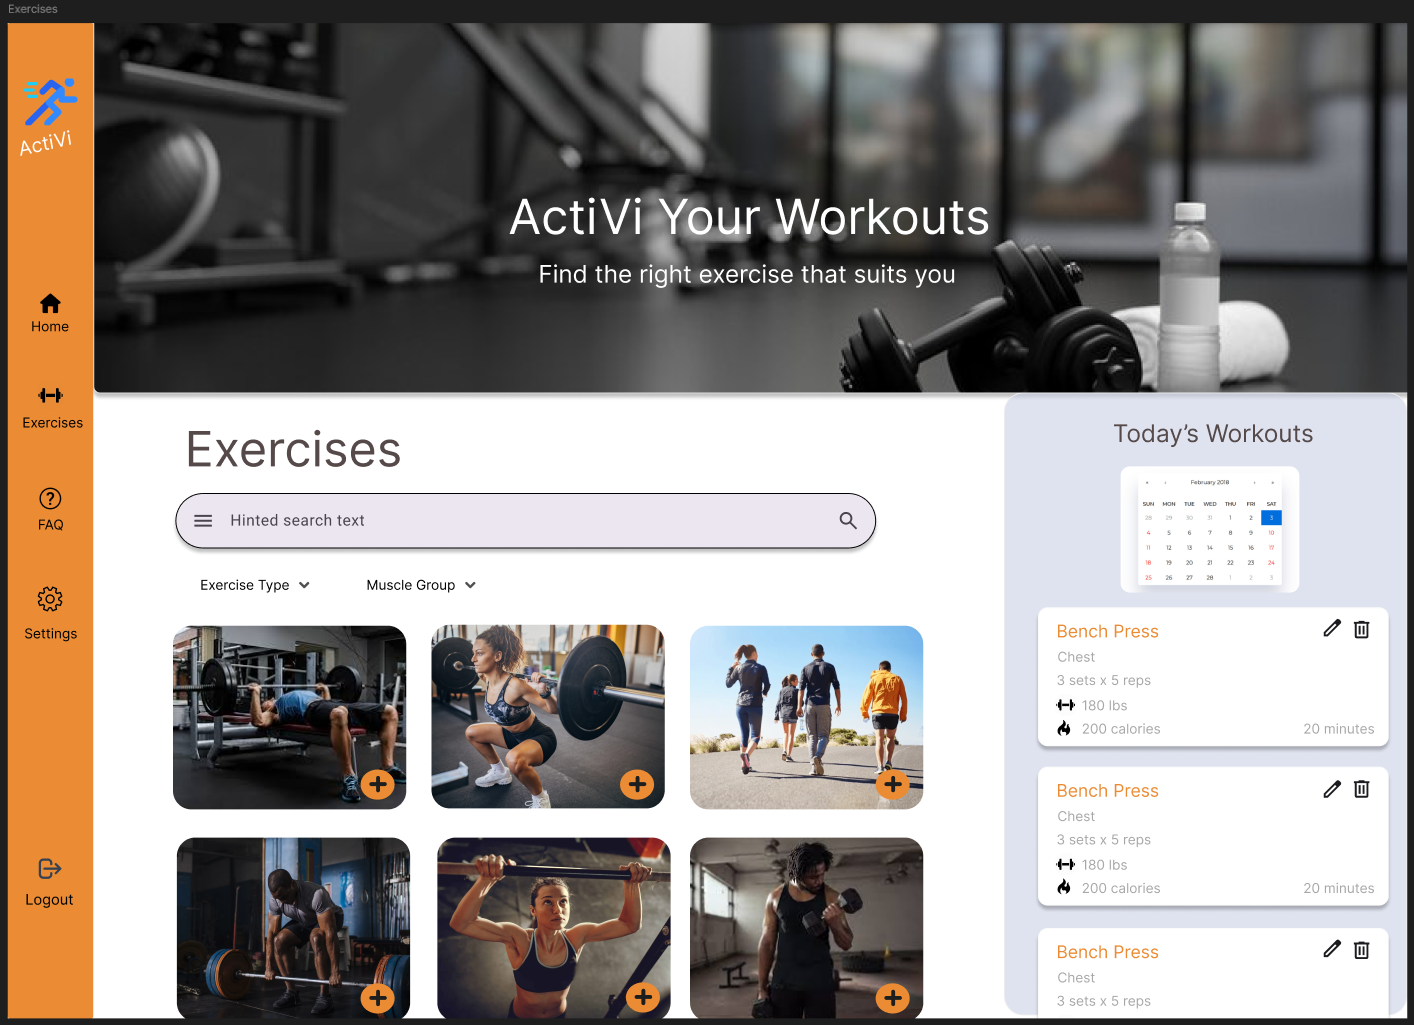 Exercises
ActiVi
Home
Exercises
FAQ
Settings
Logout
ActiVi Your Workouts
Find the right exercise that suits you
Exercises
Hinted search text
Exercise Type
Muscle Group
Today's Workouts
February 2018
SUN MON TUE WED THU FRI SAT
28 29 30 31 1 2 3
4 5 6 7 8 9 10
11 12 13 14 15 16 17
18 19 20 21 22 23 24
25 26 27 28 1 2 3
Bench Press
Chest
3 sets x 5 reps
180 lbs
200 calories 20 minutes
Bench Press
Chest
3 sets x 5 reps
180 lbs
200 calories 20 minutes
Bench Press
Chest
3 sets x 5 reps